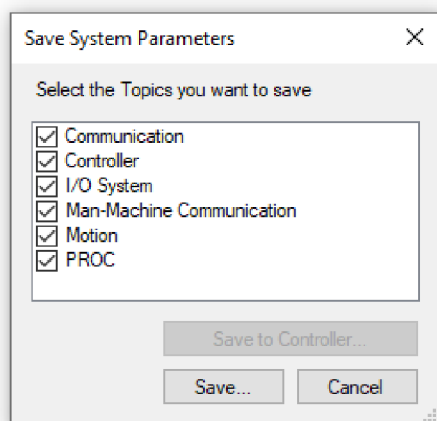 Save System Parameters
Select the Topics you want to save
Communication
Controller
I/O System
Man-Machine Communication
Motion
PROC
Save to Controller...
Save...
Cancel